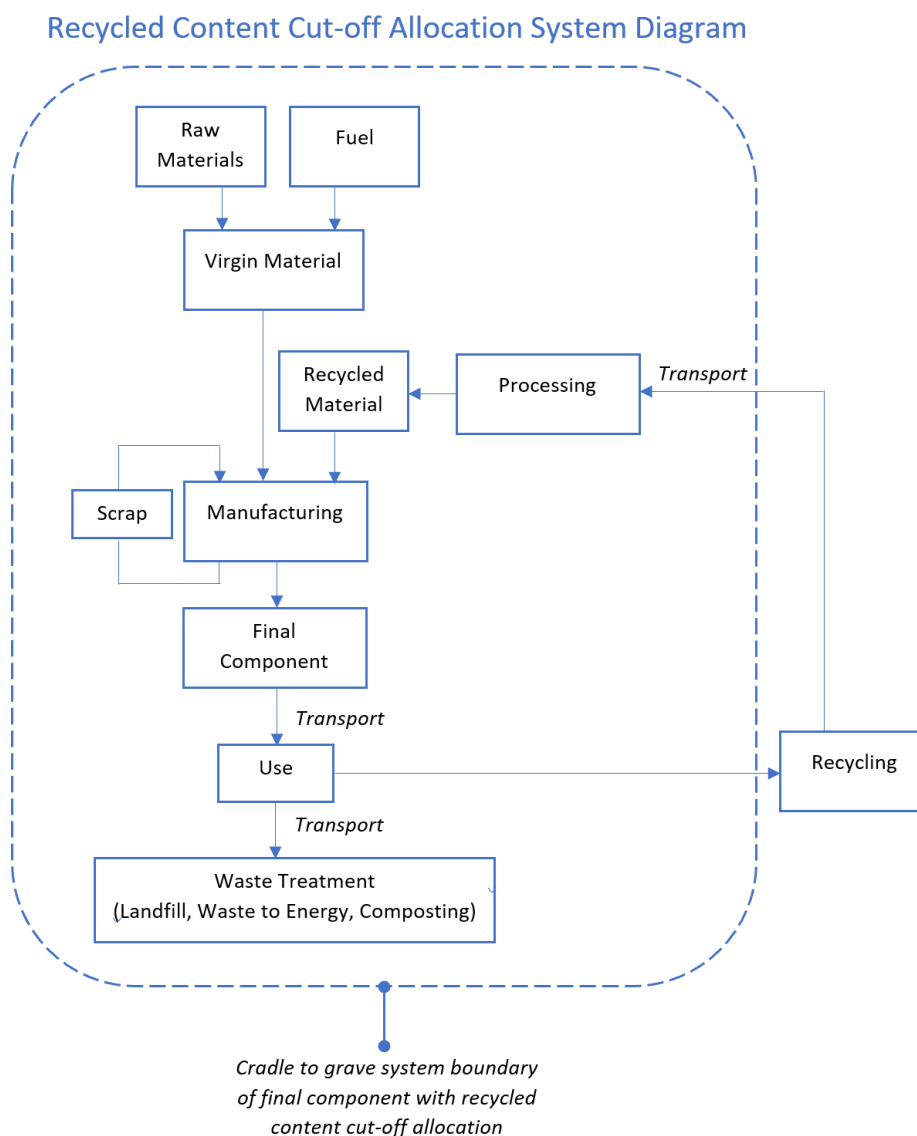 Recycled Content Cut-off Allocation System Diagram
Raw
Materials
Fuel
Virgin Material
Recycled
Material
Processing
Transport
Scrap
Manufacturing
Final
Component
Transport
Use
Recycling
Transport
Waste Treatment
(Landfill, Waste to Energy, Composting)
Cradle to grave system boundary
of final component with recycled
content cut-off allocation